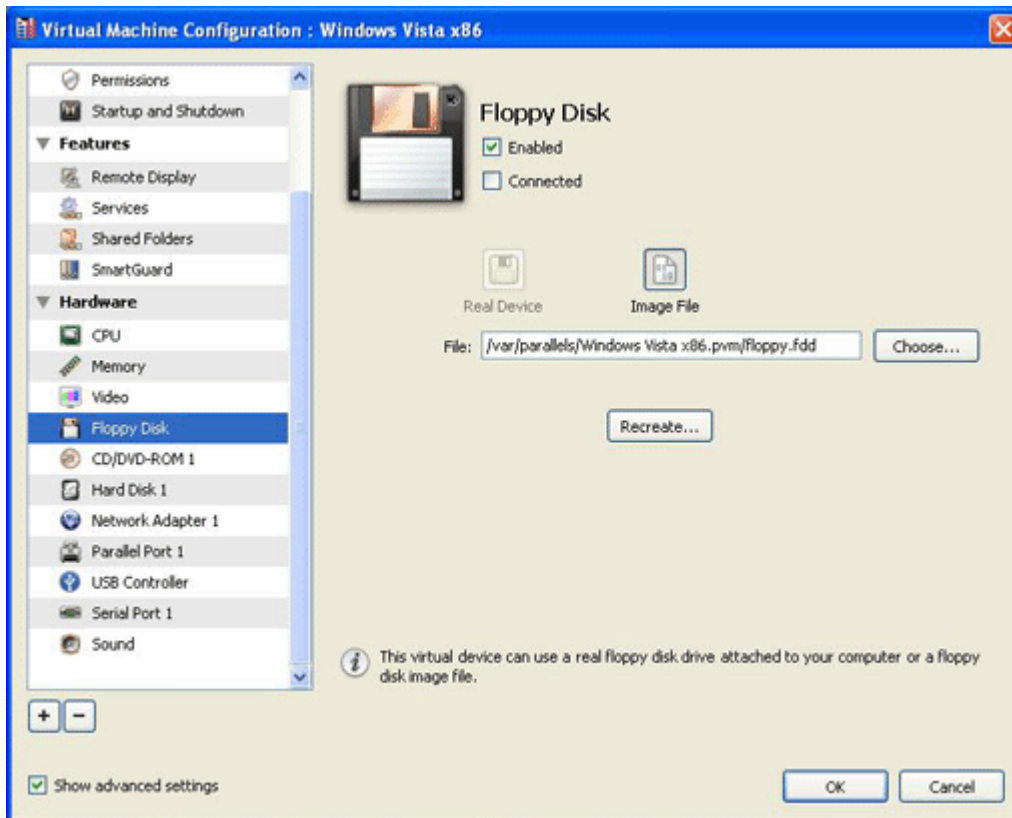 Virtual Machine Configuration : Windows Vista x86
Permissions
Startup and Shutdown
Features
Remote Display
Services
Shared Folders
SmartGuard
Hardware
CPU
Memory
Video
Floppy Disk
CD/DVD-ROM 1
Hard Disk 1
Network Adapter 1
Parallel Port 1
USB Controller
Serial Port 1
Sound
Floppy Disk
Enabled
Connected
Real Device
Image File
File: /var/parallels/Windows Vista x86.pvm/floppy.fdd Choose...
Recreate...
This virtual device can use a real floppy disk drive attached to your computer or a floppy
disk image file.
Show advanced settings
OK Cancel